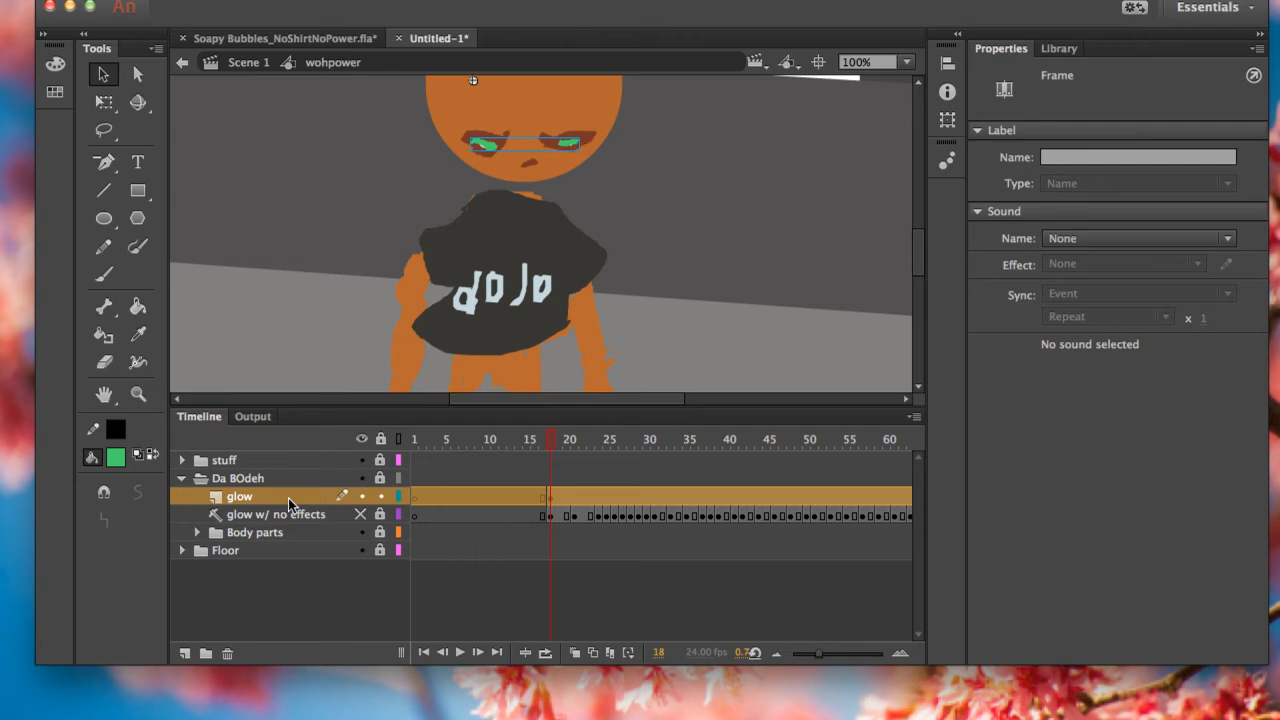 An Essentials
Tools × Soapy Bubbles_NoShirtNoPower.fla* × Untitled-1* Properties Library
Scene 1 wohpower 100% Frame
Label
Name:
Type: Name
Sound
Name: None
Effect: None
Sync: Event
Repeat x 1
No sound selected
dojo
T
Timeline Output
1 5 10 15 20 25 30 35 40 45 50 55 60
stuff
Da BOdeh
glow
glow w/ no effects
Body parts
Floor
18 24.00 fps 0.7